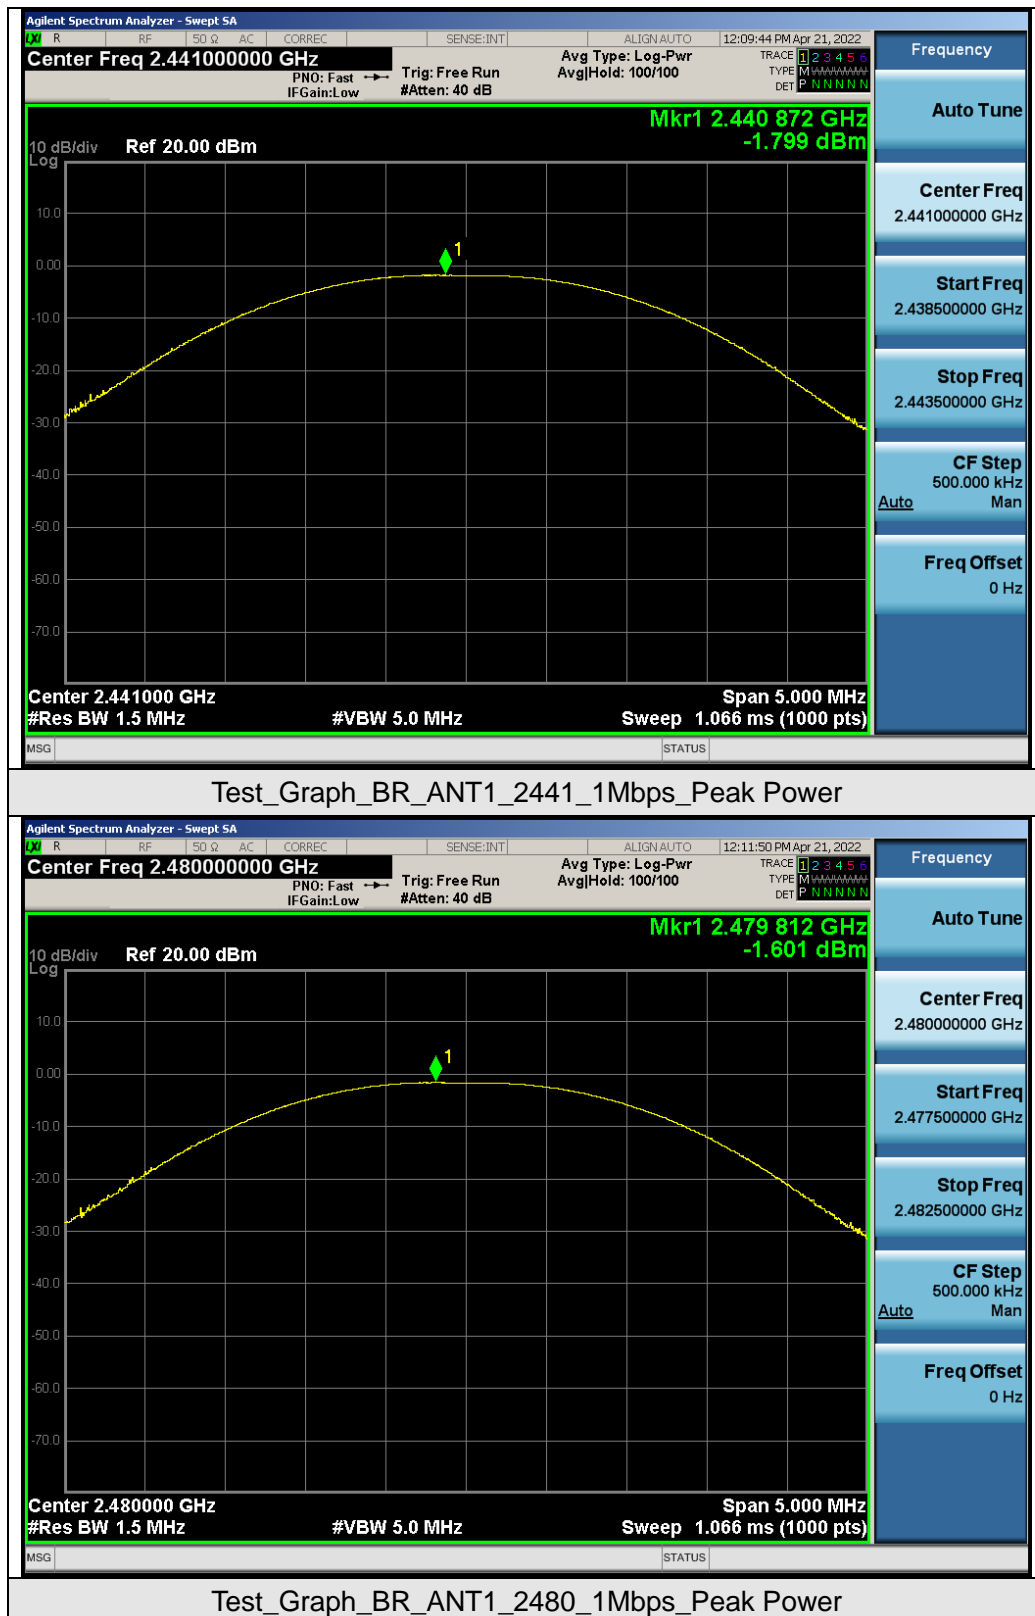 Agilent Spectrum Analyzer - Swept SA
LXI R RF 50 Ω AC CORREC SENSE:INT ALIGN AUTO 12:09:44 PM Apr 21, 2022
Center Freq 2.441000000 GHz
PNO: Fast
IFGain:Low
Trig: Free Run
#Atten: 40 dB
Avg Type: Log-Pwr
Avg|Hold: 100/100
TRACE 1 2 3 4 5 6
TYPE M WWWWW
DET P N N N N N
Mkr1 2.440 872 GHz
-1.799 dBm
10 dB/div Ref 20.00 dBm
Log
10.0
0.00
-10.0
-20.0
-30.0
-40.0
-50.0
-60.0
-70.0
1
Center 2.441000 GHz Span 5.000 MHz
#Res BW 1.5 MHz #VBW 5.0 MHz Sweep 1.066 ms (1000 pts)
MSG STATUS
Frequency
Auto Tune
Center Freq
2.441000000 GHz
Start Freq
2.438500000 GHz
Stop Freq
2.443500000 GHz
CF Step
500.000 kHz
Auto Man
Freq Offset
0 Hz
Test_Graph_BR_ANT1_2441_1Mbps_Peak Power
Agilent Spectrum Analyzer - Swept SA
LXI R RF 50 Ω AC CORREC SENSE:INT ALIGN AUTO 12:11:50 PM Apr 21, 2022
Center Freq 2.480000000 GHz
PNO: Fast
IFGain:Low
Trig: Free Run
#Atten: 40 dB
Avg Type: Log-Pwr
Avg|Hold: 100/100
TRACE 1 2 3 4 5 6
TYPE M WWWWW
DET P N N N N N
Mkr1 2.479 812 GHz
-1.601 dBm
10 dB/div Ref 20.00 dBm
Log
10.0
0.00
-10.0
-20.0
-30.0
-40.0
-50.0
-60.0
-70.0
1
Center 2.480000 GHz Span 5.000 MHz
#Res BW 1.5 MHz #VBW 5.0 MHz Sweep 1.066 ms (1000 pts)
MSG STATUS
Frequency
Auto Tune
Center Freq
2.480000000 GHz
Start Freq
2.477500000 GHz
Stop Freq
2.482500000 GHz
CF Step
500.000 kHz
Auto Man
Freq Offset
0 Hz
Test_Graph_BR_ANT1_2480_1Mbps_Peak Power